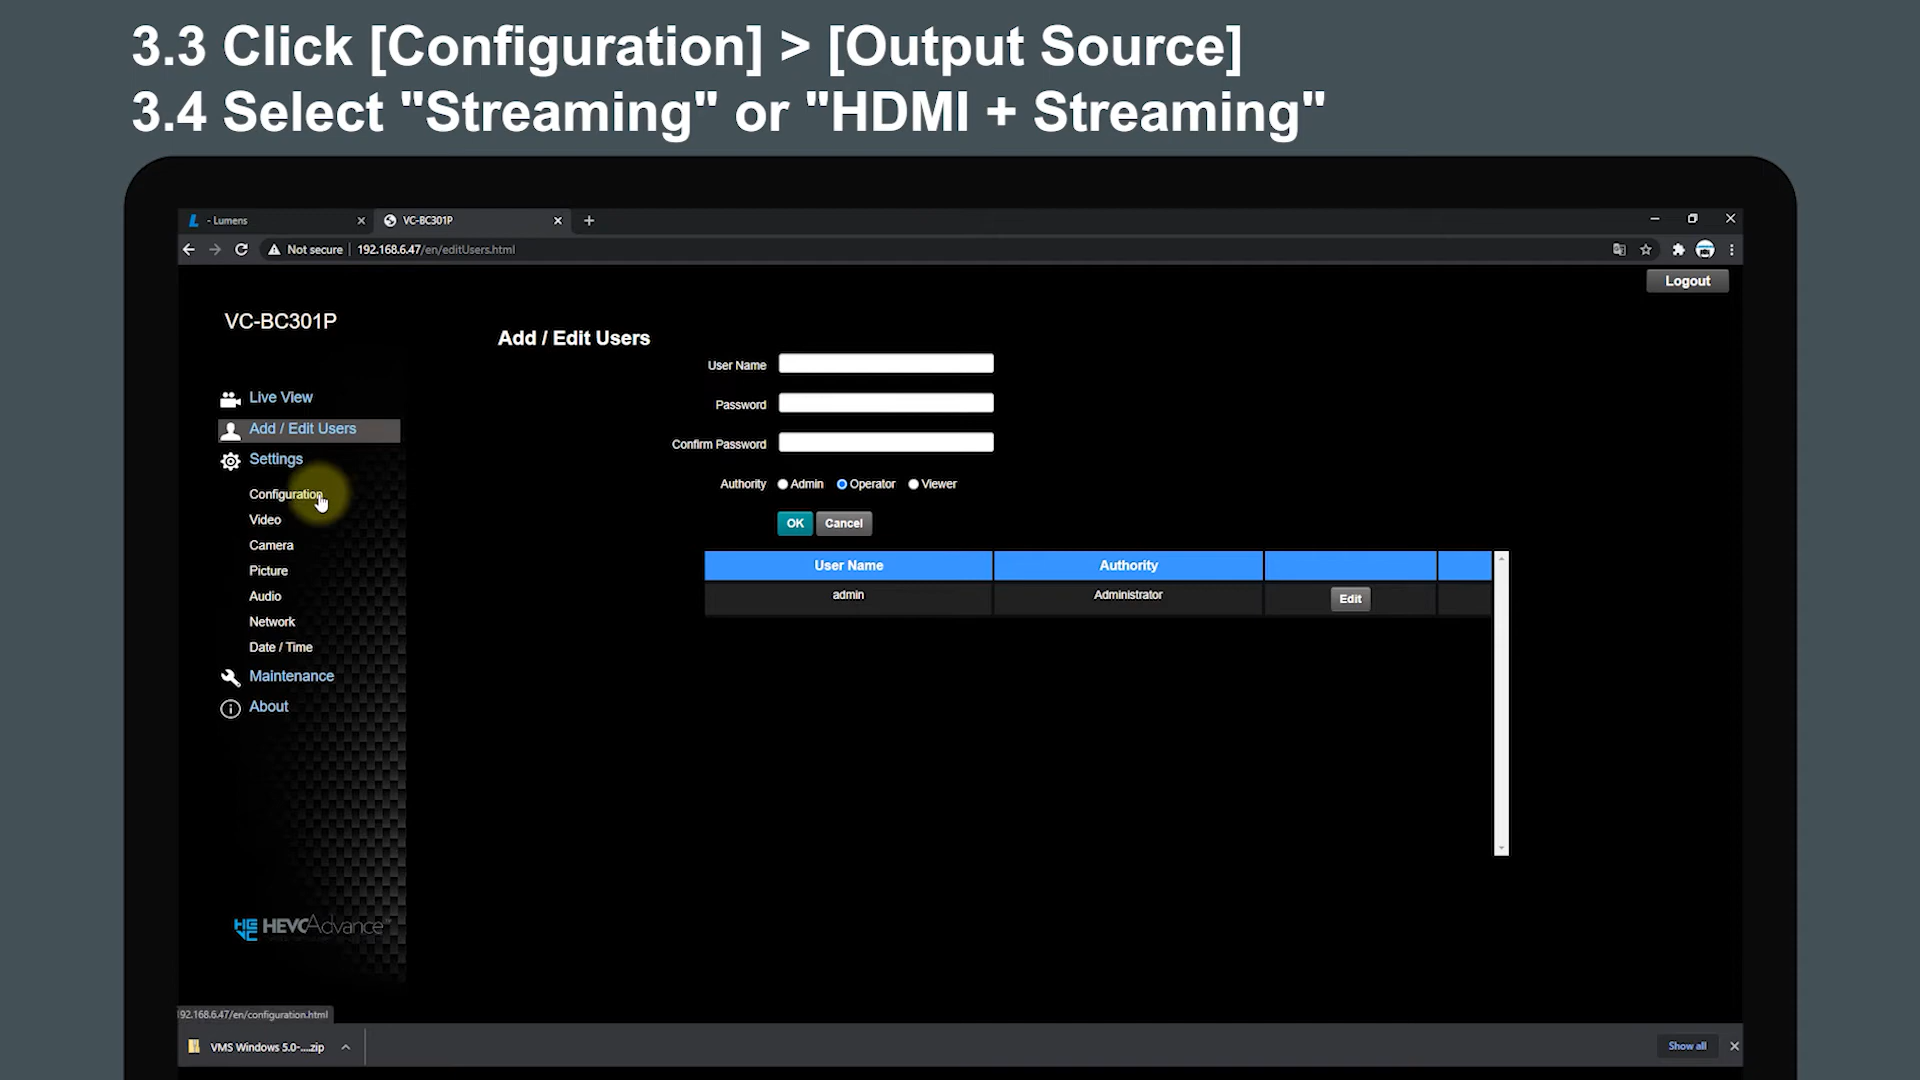 3.3 Click [Configuration] > [Output Source]
3.4 Select "Streaming" or "HDMI + Streaming"
- Lumens
VC-BC301P
Not secure
192.168.6.47/en/editUsers.html
Logout
VC-BC301P
Add / Edit Users
User Name
Live View
Password
Add / Edit Users
Confirm Password
Settings
Authority Admin Operator Viewer
Configuration
Video
OK Cancel
Camera
User Name Authority
Picture
admin Administrator Edit
Audio
Network
Date / Time
Maintenance
About
HEVC Advance
192.168.6.47/en/configuration.html
VMS Windows 5.0-....zip
Show all